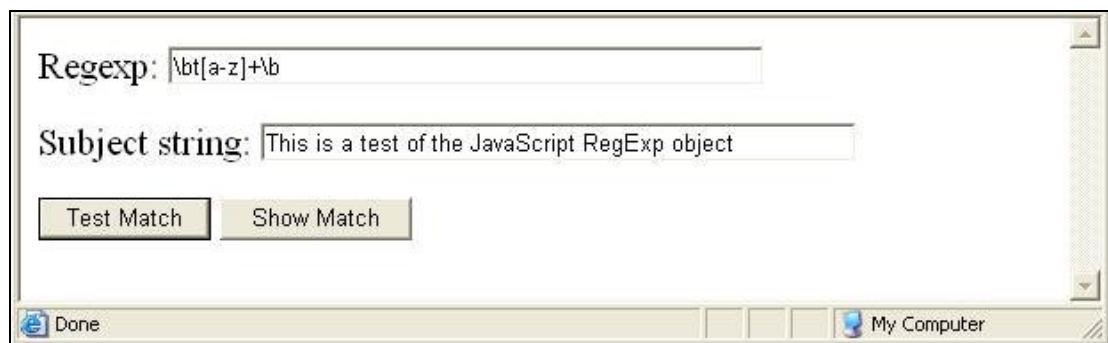 Regexp: \bt[a-z]+\b
Subject string: This is a test of the JavaScript RegExp object
Test Match Show Match
Done My Computer